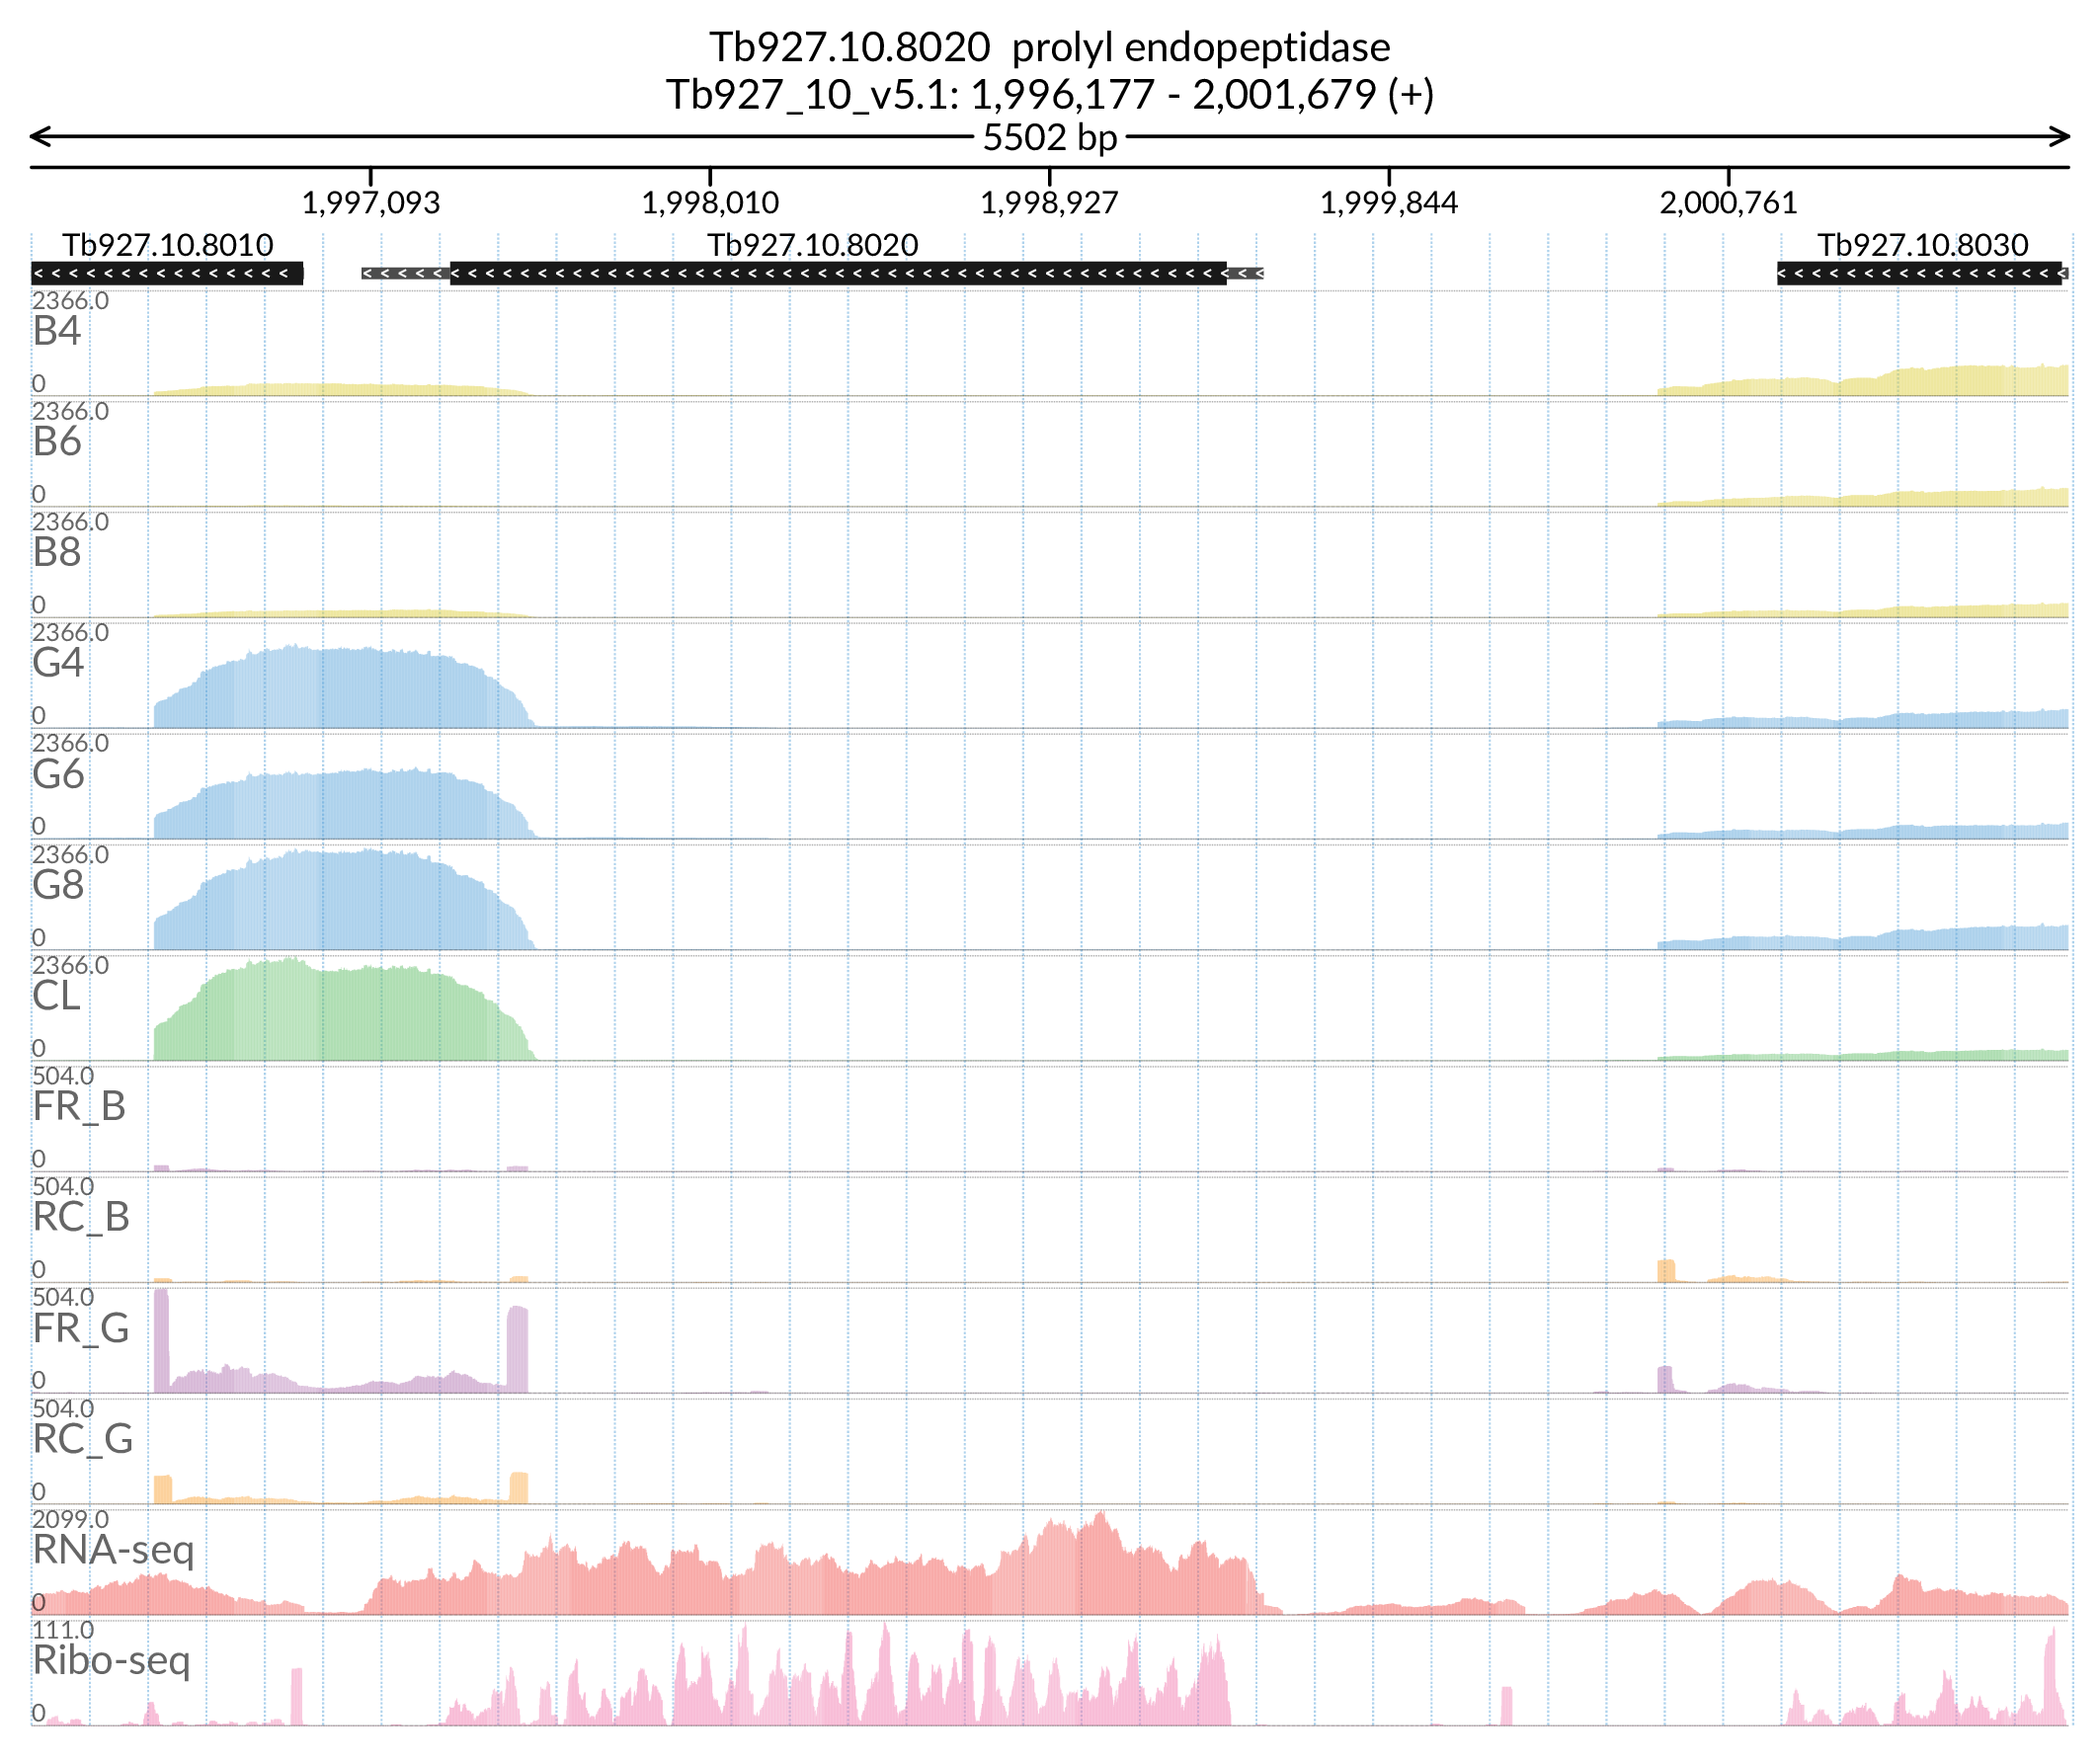 Tb927.10.8020 prolyl endopeptidase
Tb927_10_v5.1: 1,996,177 - 2,001,679 (+)
5502 bp
1,997,093 1,998,010 1,998,927 1,999,844 2,000,761
Tb927.10.8010 Tb927.10.8020 Tb927.10.8030
2366.0
B4
0
2366.0
B6
0
2366.0
B8
0
2366.0
G4
0
2366.0
G6
0
2366.0
G8
0
2366.0
CL
0
504.0
FR_B
0
504.0
RC_B
0
504.0
FR_G
0
504.0
RC_G
0
2099.0
RNA-seq
0
111.0
Ribo-seq
0